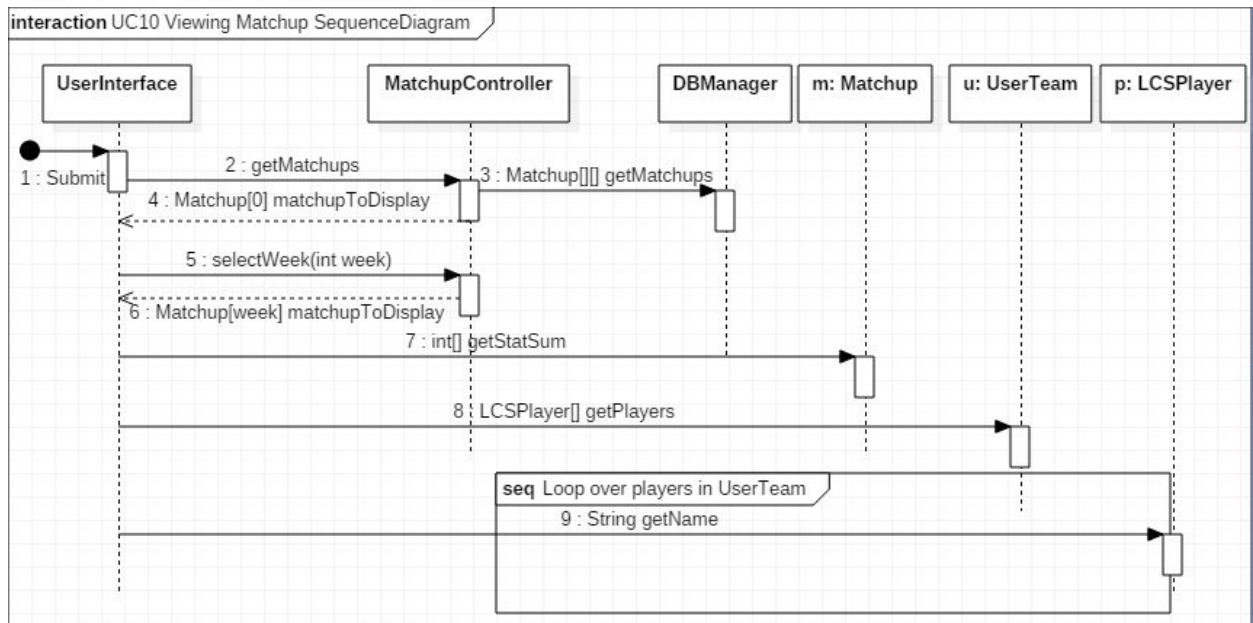 interaction UC10 Viewing Matchup SequenceDiagram
UserInterface
MatchupController
DBManager
m: Matchup
u: UserTeam
p: LCSPlayer
1 : Submit
2 : getMatchups
3 : Matchup[][] getMatchups
4 : Matchup[0] matchupToDisplay
5 : selectWeek(int week)
6 : Matchup[week] matchupToDisplay
7 : int[] getStatSum
8 : LCSPlayer[] getPlayers
seq Loop over players in UserTeam
9 : String getName